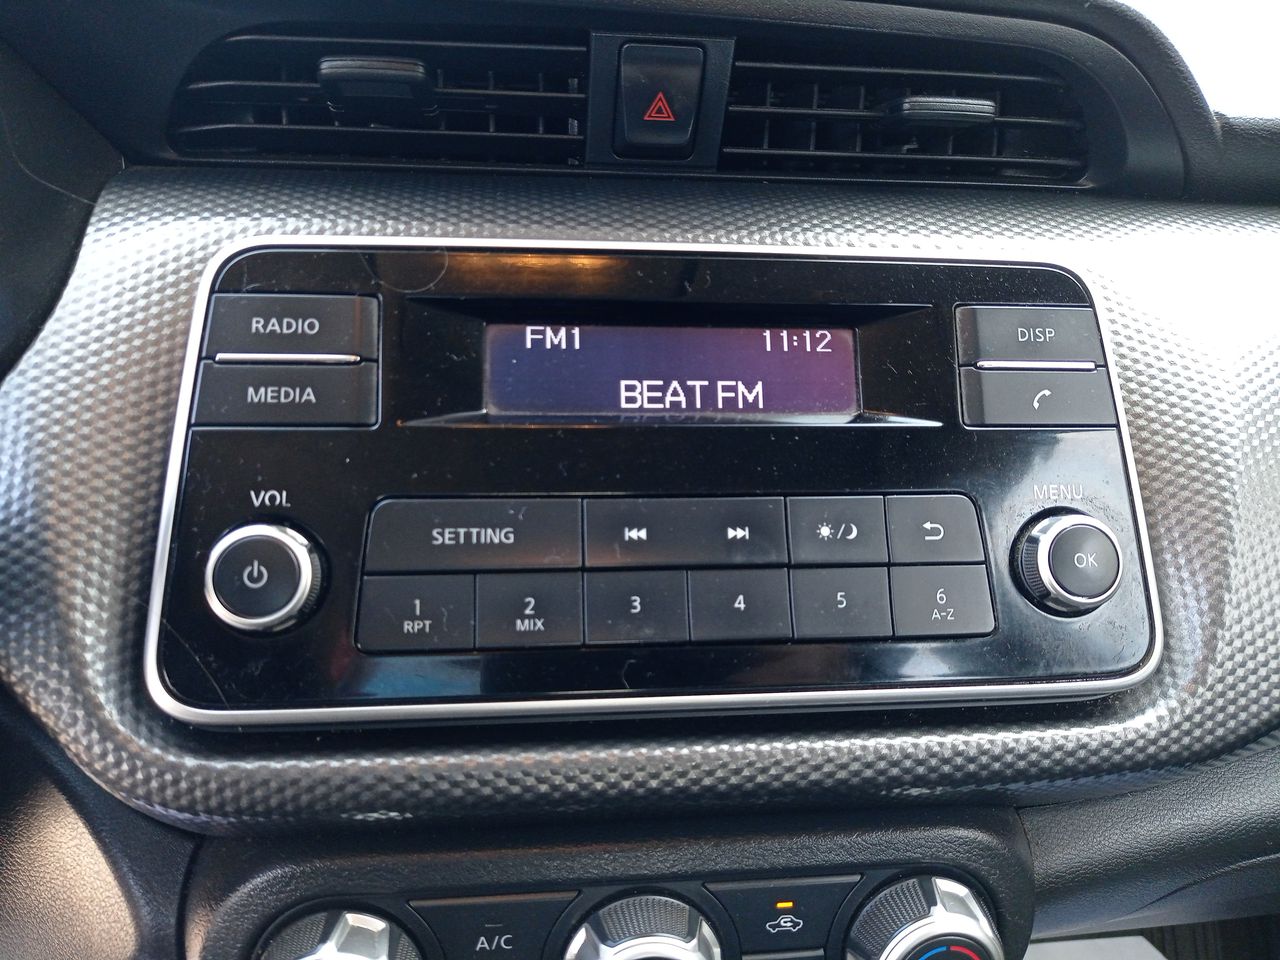 RADIO
MEDIA
FM1 11:12
BEAT FM
DISP
VOL
MENU
OK
SETTING
1
RPT
2
MIX
3
4
5
6
A-Z
A/C